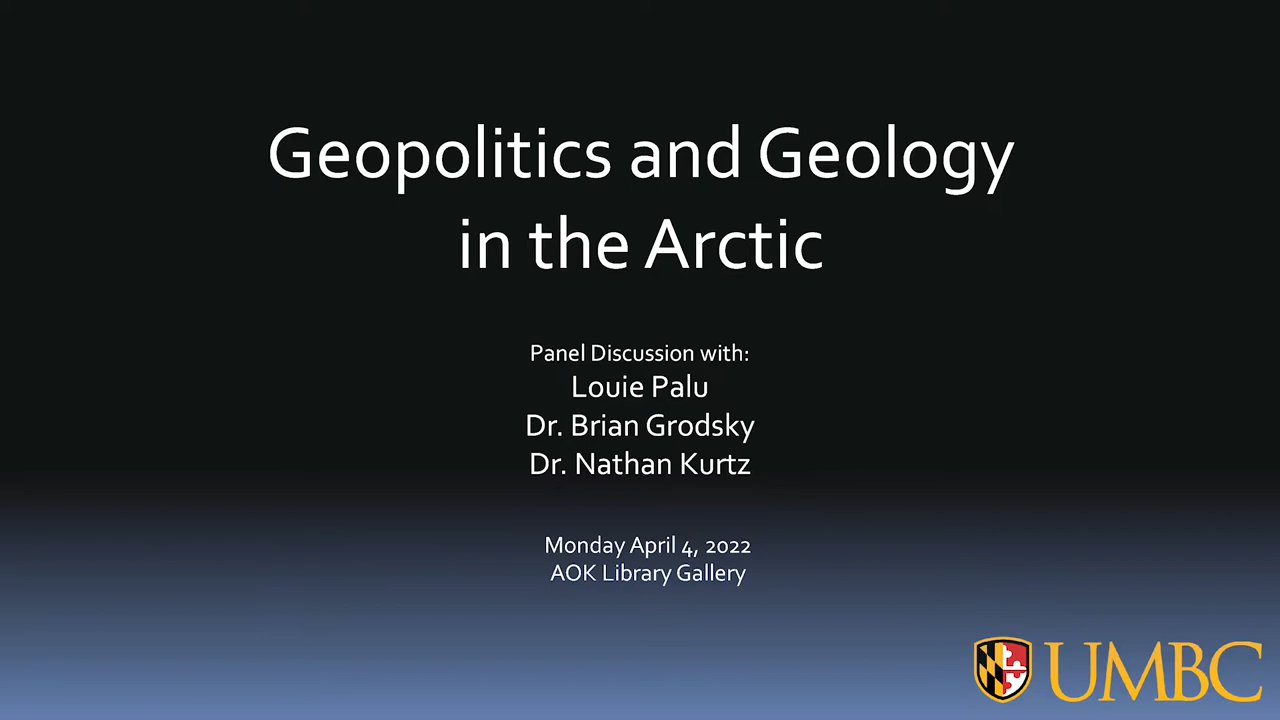 Geopolitics and Geology
in the Arctic
Panel Discussion with:
Louie Palu
Dr. Brian Grodsky
Dr. Nathan Kurtz
Monday April 4, 2022
AOK Library Gallery
UMBC